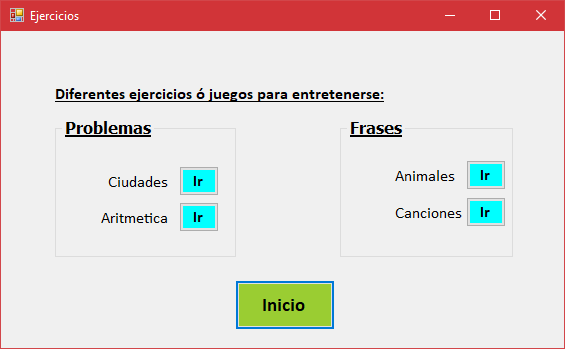 Ejercicios
Diferentes ejercicios ó juegos para entretenerse:
Problemas
Ciudades Ir
Aritmetica Ir
Frases
Animales Ir
Canciones Ir
Inicio